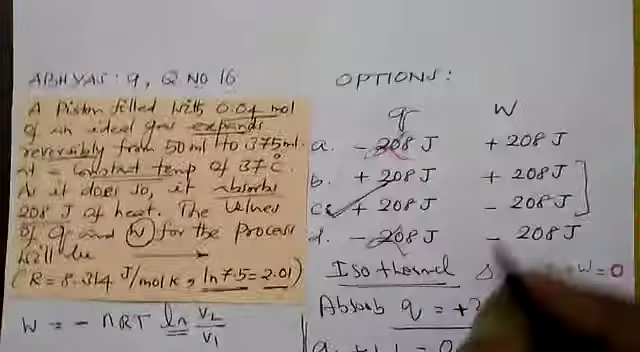 ABHYAS: 9, Q NO 16
A Piston filled with 0.04 mol
of an ideal gas expands
reversibly from 50 ml to 375 ml.
at a constant temp of 37°C.
As it does so, it absorbs
208 J of heat. The values
of q and W for the process
will be
(R = 8.314 J/mol K, ln 7.5 = 2.01)
W = - nRT ln V2/V1
OPTIONS:
q W
a. - 208 J + 208 J
b. + 208 J + 208 J
c. + 208 J - 208 J
d. - 208 J - 208 J
Isothermal Δ W = 0
Absorb q = +
q + = 0